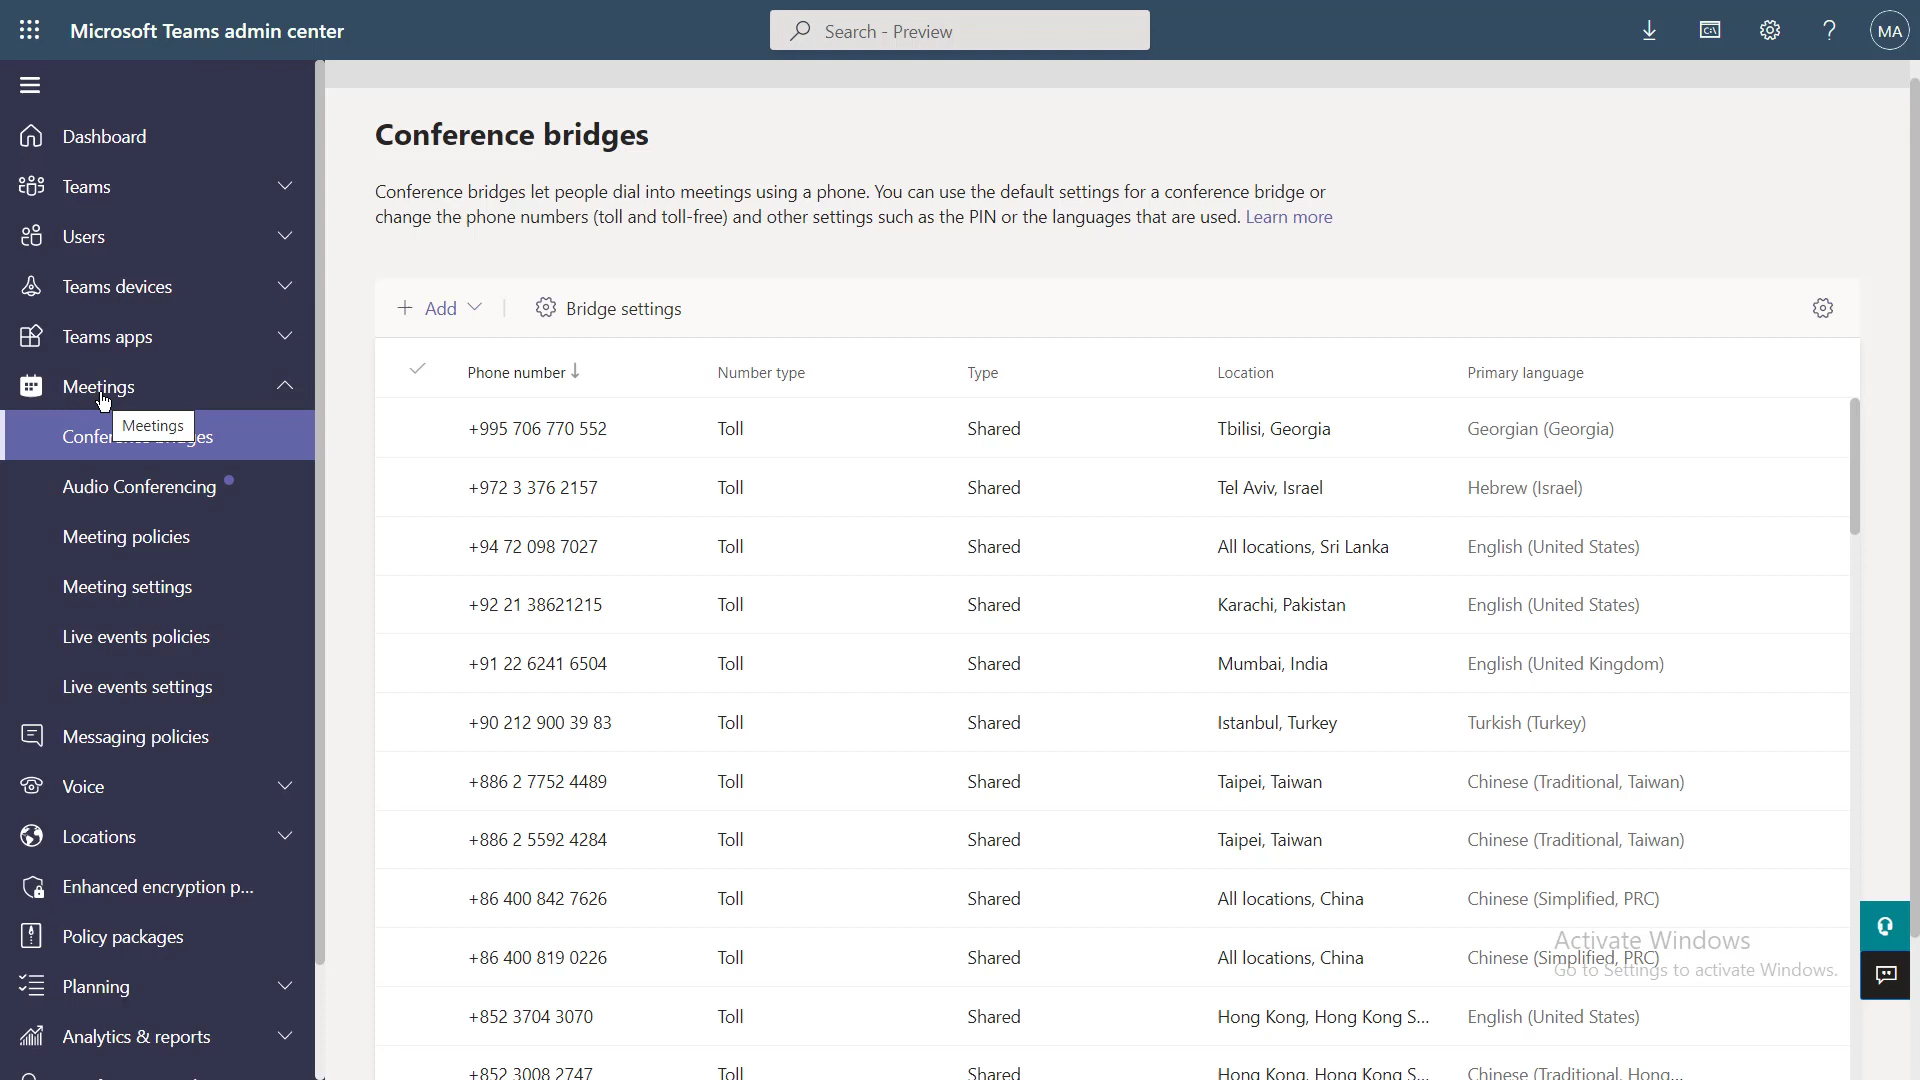 Microsoft Teams admin center
Search - Preview
MA
Dashboard
Teams
Users
Teams devices
Teams apps
Meetings
Meetings
Audio Conferencing
Meeting policies
Meeting settings
Live events policies
Live events settings
Messaging policies
Voice
Locations
Enhanced encryption p...
Policy packages
Planning
Analytics & reports
Conference bridges
Conference bridges let people dial into meetings using a phone. You can use the default settings for a conference bridge or
change the phone numbers (toll and toll-free) and other settings such as the PIN or the languages that are used. Learn more
Add
Bridge settings
Phone number Number type Type Location Primary language
+995 706 770 552 Toll Shared Tbilisi, Georgia Georgian (Georgia)
+972 3 376 2157 Toll Shared Tel Aviv, Israel Hebrew (Israel)
+94 72 098 7027 Toll Shared All locations, Sri Lanka English (United States)
+92 21 38621215 Toll Shared Karachi, Pakistan English (United States)
+91 22 6241 6504 Toll Shared Mumbai, India English (United Kingdom)
+90 212 900 39 83 Toll Shared Istanbul, Turkey Turkish (Turkey)
+886 2 7752 4489 Toll Shared Taipei, Taiwan Chinese (Traditional, Taiwan)
+886 2 5592 4284 Toll Shared Taipei, Taiwan Chinese (Traditional, Taiwan)
+86 400 842 7626 Toll Shared All locations, China Chinese (Simplified, PRC)
+86 400 819 0226 Toll Shared All locations, China Chinese (Simplified, PRC)
+852 3704 3070 Toll Shared Hong Kong, Hong Kong S... English (United States)
+852 3008 2747 Toll Shared Hong Kong, Hong Kong S... Chinese (Traditional, Hong...
Activate Windows
Go to Settings to activate Windows.